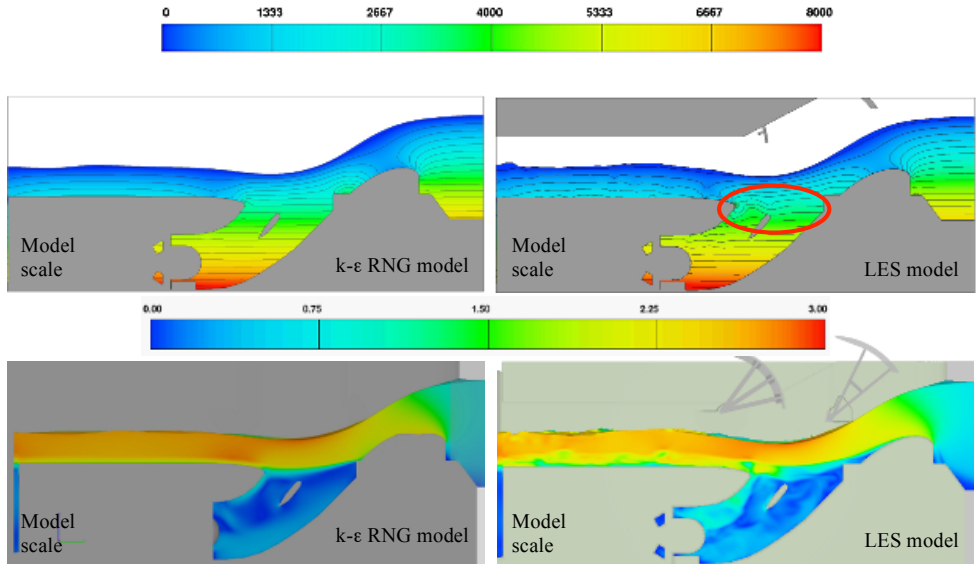 0 1333 2667 4000 5333 6667 8000
Model
scale
k-ε RNG model
Model
scale
LES model
0.00 0.75 1.50 2.25 3.00
Model
scale
k-ε RNG model
Model
scale
LES model